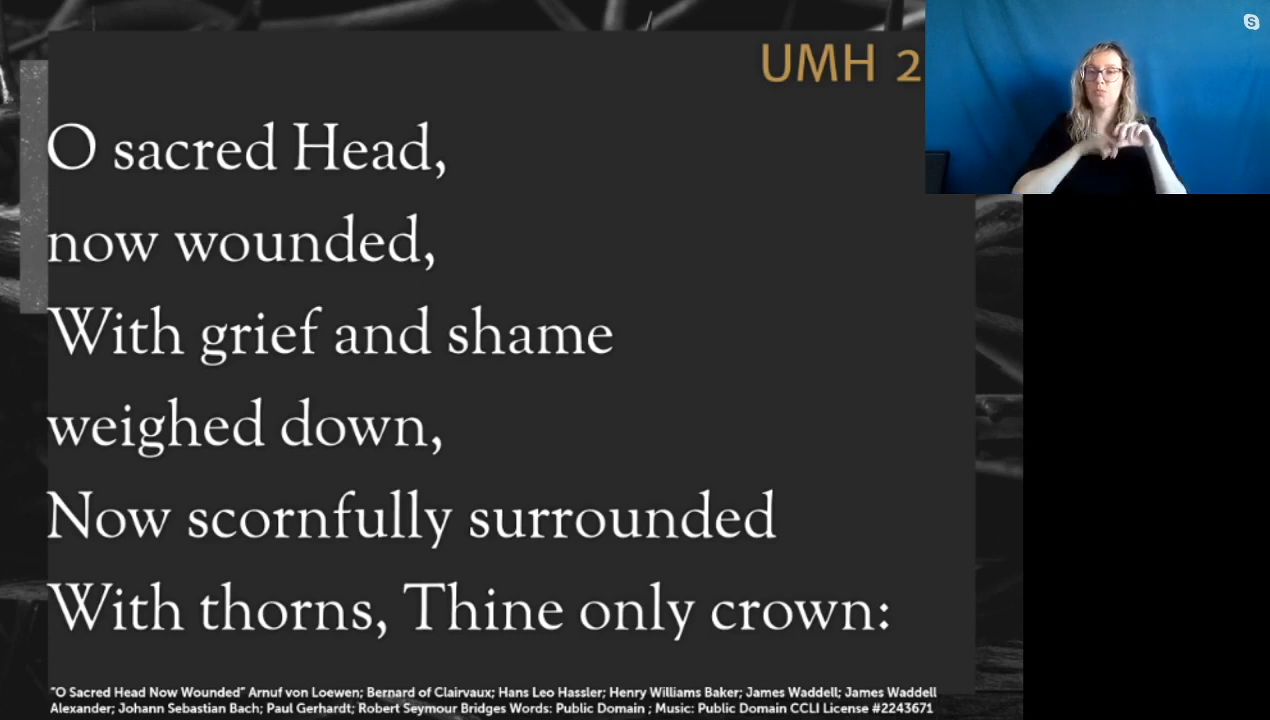 UMH 2
O sacred Head,
now wounded,
With grief and shame
weighed down,
Now scornfully surrounded
With thorns, Thine only crown:
"O Sacred Head Now Wounded" Arnuf von Loewen; Bernard of Clairvaux; Hans Leo Hassler; Henry Williams Baker; James Waddell; James Waddell
Alexander; Johann Sebastian Bach; Paul Gerhardt; Robert Seymour Bridges Words: Public Domain ; Music: Public Domain CCLI License #2243671